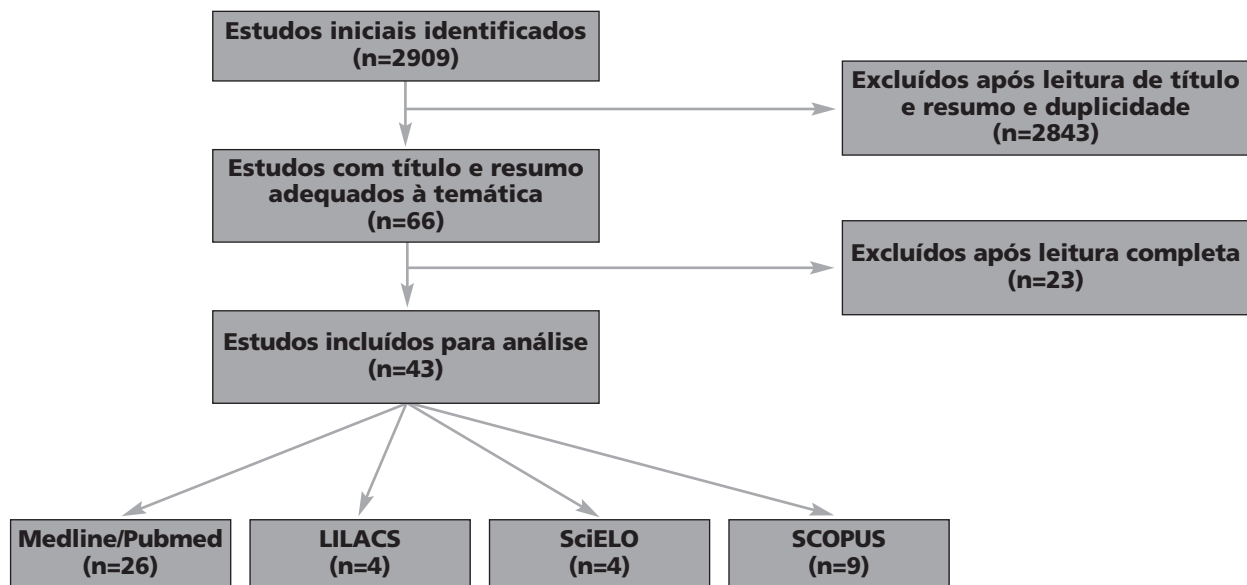 Estudos iniciais identificados
(n=2909)
Excluídos após leitura de título
e resumo e duplicidade
(n=2843)
Estudos com título e resumo
adequados à temática
(n=66)
Excluídos após leitura completa
(n=23)
Estudos incluídos para análise
(n=43)
Medline/Pubmed
(n=26)
LILACS
(n=4)
SciELO
(n=4)
SCOPUS
(n=9)